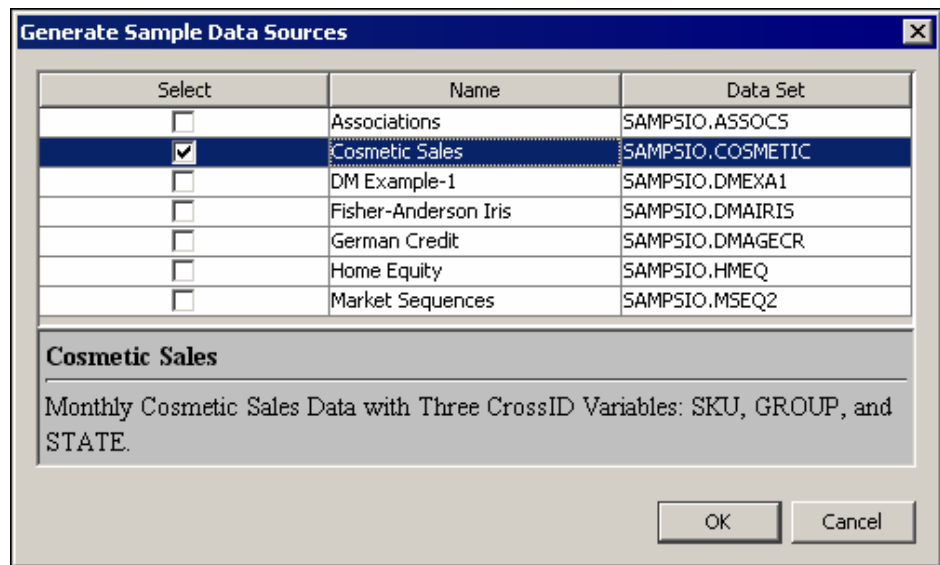 Generate Sample Data Sources
Select Name Data Set
Associations SAMPSIO.ASSOCS
Cosmetic Sales SAMPSIO.COSMETIC
DM Example-1 SAMPSIO.DMEXA1
Fisher-Anderson Iris SAMPSIO.DMAIRIS
German Credit SAMPSIO.DMAGECR
Home Equity SAMPSIO.HMEQ
Market Sequences SAMPSIO.MSEQ2
Cosmetic Sales
Monthly Cosmetic Sales Data with Three CrossID Variables: SKU, GROUP, and
STATE.
OK Cancel